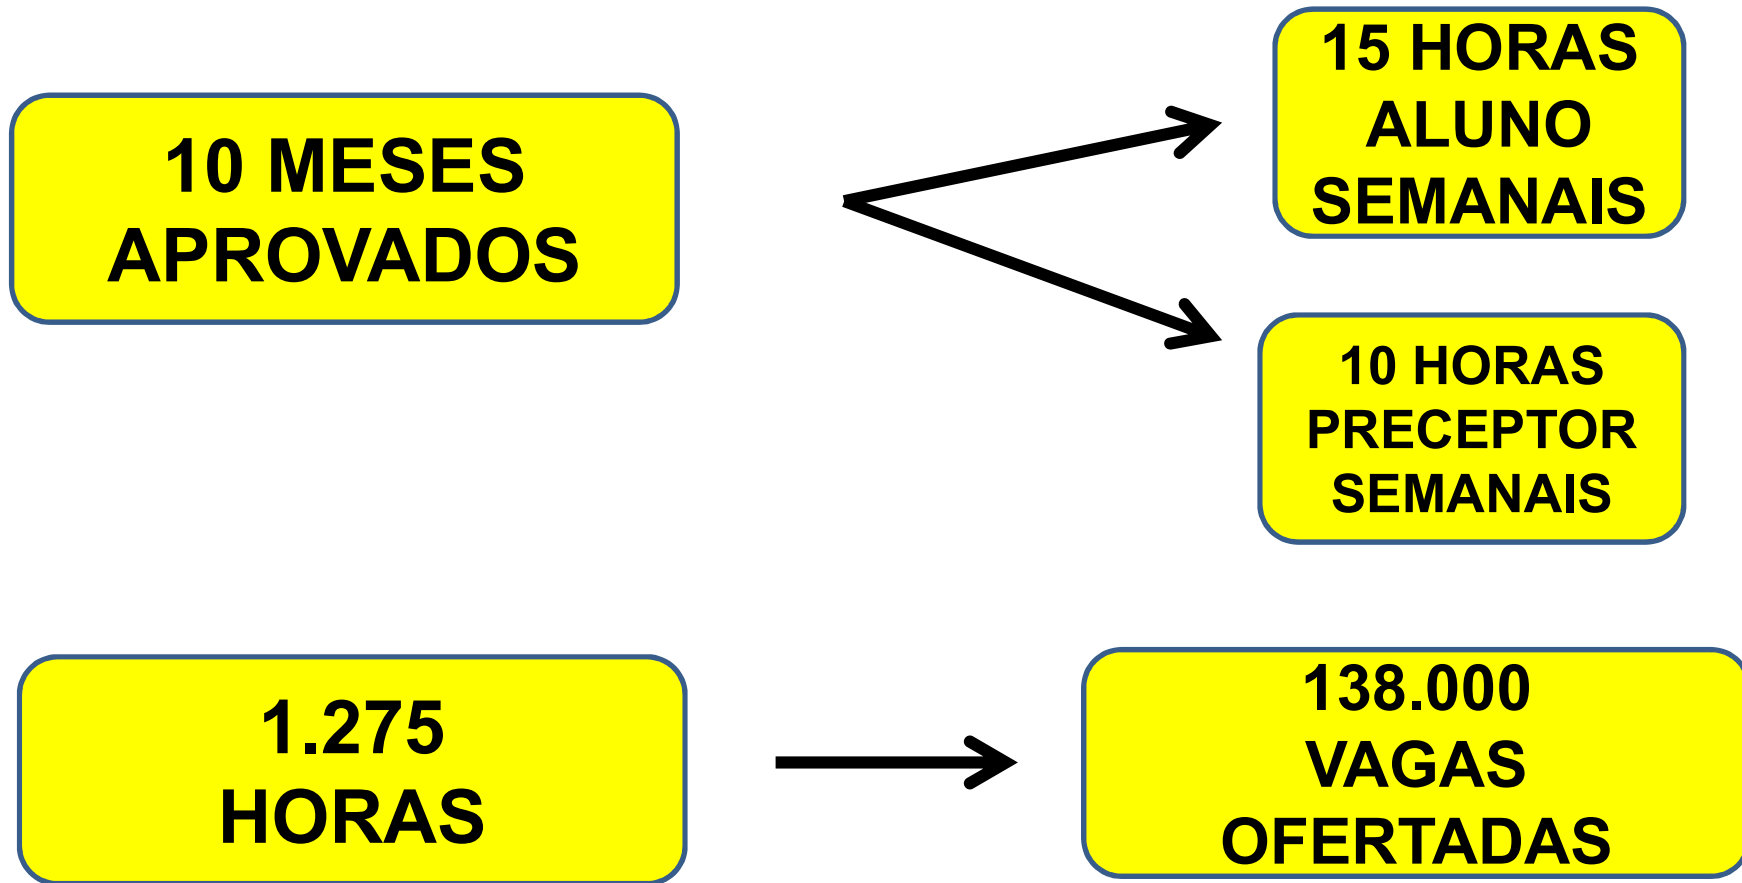 10 MESES
APROVADOS
15 HORAS
ALUNO
SEMANAIS
10 HORAS
PRECEPTOR
SEMANAIS
1.275
HORAS
138.000
VAGAS
OFERTADAS